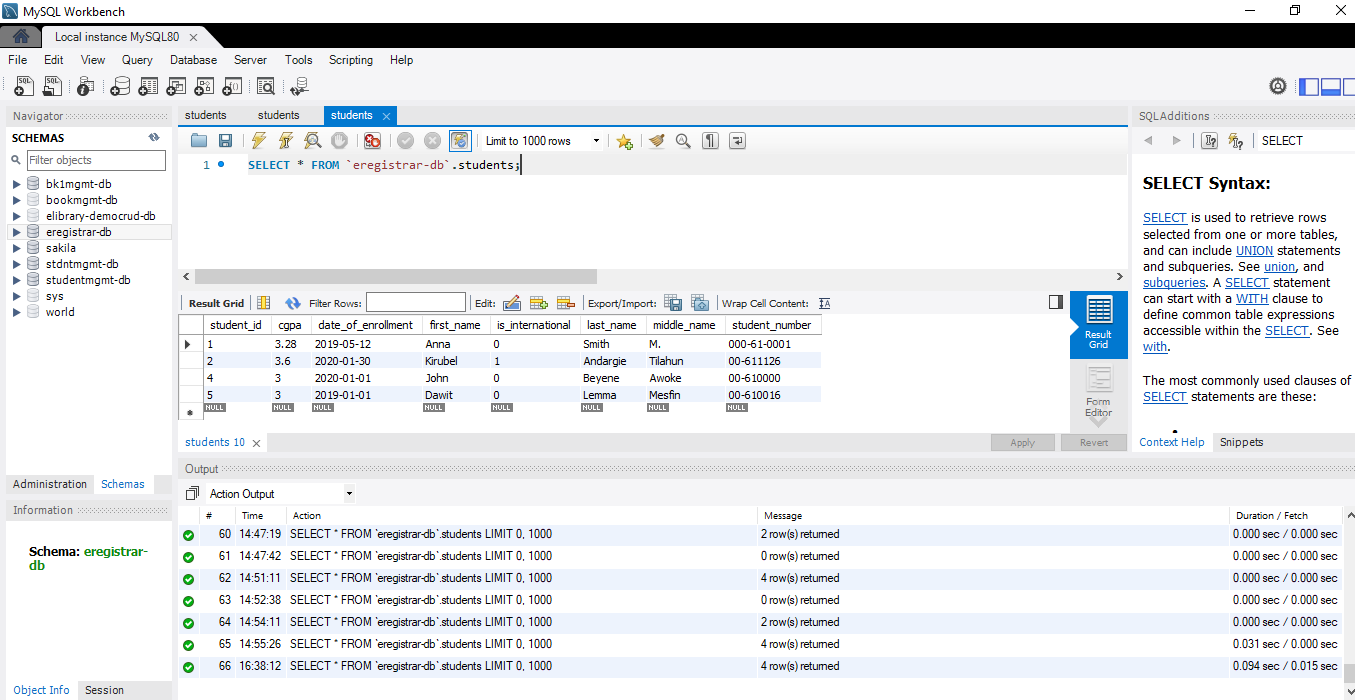 MySQL Workbench
Local instance MySQL80
File Edit View Query Database Server Tools Scripting Help
Navigator
SCHEMAS
Filter objects
bk1mgmt-db
bookmgmt-db
elibrary-democrud-db
eregistrar-db
sakila
stdntmgmt-db
studentmgmt-db
sys
world
Administration Schemas
Information
Schema: eregistrar-
db
Object Info Session
students students students
Limit to 1000 rows
1 SELECT * FROM `eregistrar-db`.students;
Result Grid Filter Rows: Edit: Export/Import: Wrap Cell Content:
student_id cgpa date_of_enrollment first_name is_international last_name middle_name student_number
1 3.28 2019-05-12 Anna 0 Smith M. 000-61-0001
2 3.6 2020-01-30 Kirubel 1 Andargie Tilahun 00-611126
4 3 2020-01-01 John 0 Beyene Awoke 00-610000
5 3 2019-01-01 Dawit 0 Lemma Mesfin 00-610016
NULL NULL NULL NULL NULL NULL NULL NULL
Result
Grid
Form
Editor
students 10
Apply Revert
SQLAdditions
SELECT
SELECT Syntax:
SELECT is used to retrieve rows
selected from one or more tables,
and can include UNION statements
and subqueries. See union, and
subqueries. A SELECT statement
can start with a WITH clause to
define common table expressions
accessible within the SELECT. See
with.
The most commonly used clauses of
SELECT statements are these:
Context Help Snippets
Output
Action Output
# Time Action Message Duration / Fetch
60 14:47:19 SELECT * FROM `eregistrar-db`.students LIMIT 0, 1000 2 row(s) returned 0.000 sec / 0.000 sec
61 14:47:42 SELECT * FROM `eregistrar-db`.students LIMIT 0, 1000 0 row(s) returned 0.000 sec / 0.000 sec
62 14:51:11 SELECT * FROM `eregistrar-db`.students LIMIT 0, 1000 4 row(s) returned 0.000 sec / 0.000 sec
63 14:52:38 SELECT * FROM `eregistrar-db`.students LIMIT 0, 1000 0 row(s) returned 0.000 sec / 0.000 sec
64 14:54:11 SELECT * FROM `eregistrar-db`.students LIMIT 0, 1000 2 row(s) returned 0.000 sec / 0.000 sec
65 14:55:26 SELECT * FROM `eregistrar-db`.students LIMIT 0, 1000 4 row(s) returned 0.031 sec / 0.000 sec
66 16:38:12 SELECT * FROM `eregistrar-db`.students LIMIT 0, 1000 4 row(s) returned 0.094 sec / 0.015 sec